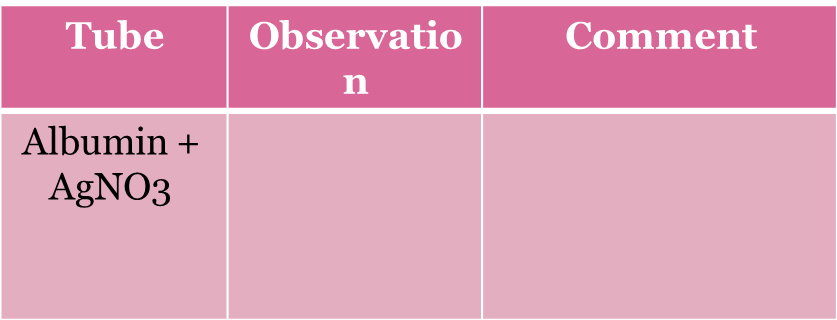 Tube
Observatio
n
Comment
Albumin +
AgNO3